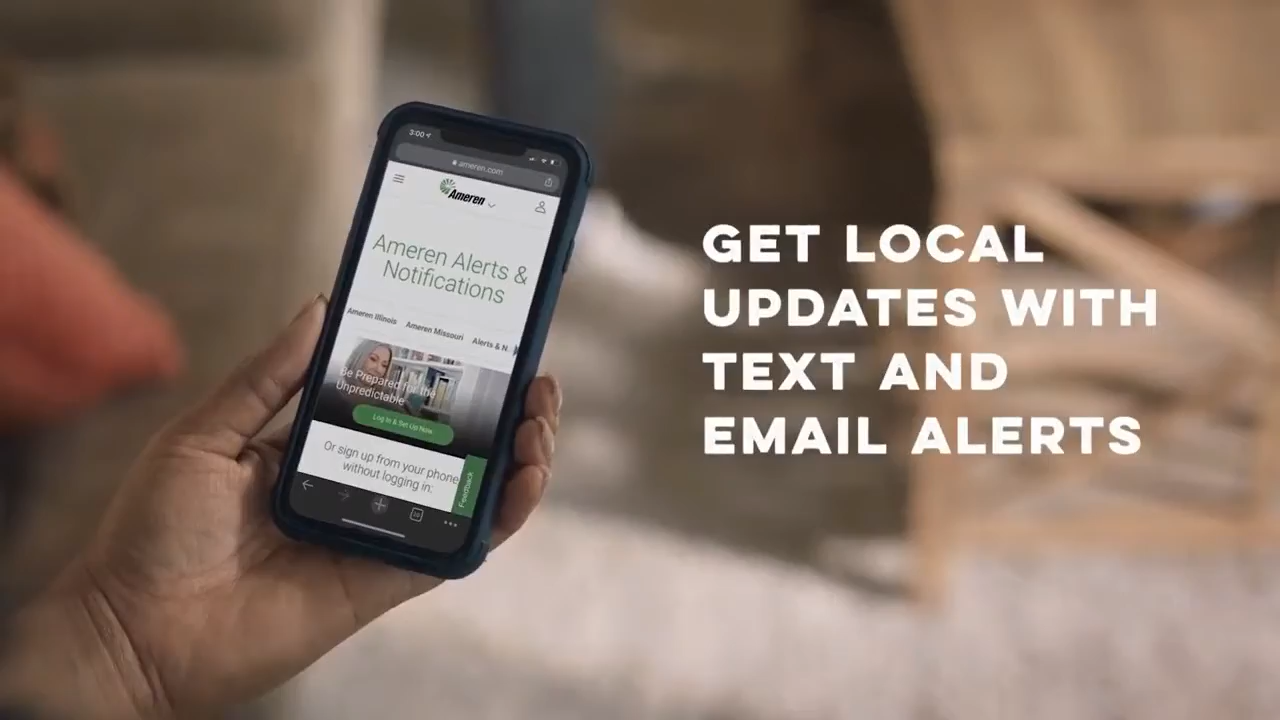 3:00
ameren.com
Ameren
Ameren Alerts &
Notifications
Ameren Illinois
Ameren Missouri
Alerts & N
Be Prepared for the
Unpredictable
Log In & Set Up Now
Or sign up from your phone
without logging in:
Feedback
GET LOCAL
UPDATES WITH
TEXT AND
EMAIL ALERTS